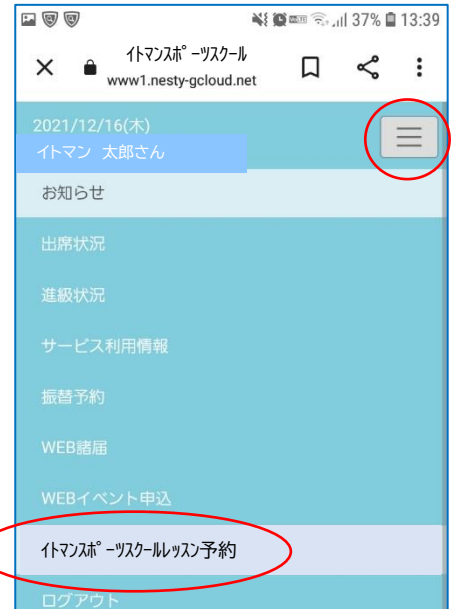 37% 13:39
ｲﾄﾏﾝｽﾎﾟｰﾂｽｸｰﾙ
www1.nesty-gcloud.net
2021/12/16(木)
イトマン 太郎さん
お知らせ
出席状況
進級状況
サービス利用情報
振替予約
WEB諸届
WEBイベント申込
ｲﾄﾏﾝｽﾎﾟｰﾂｽｸｰﾙﾚｯｽﾝ予約
ログアウト